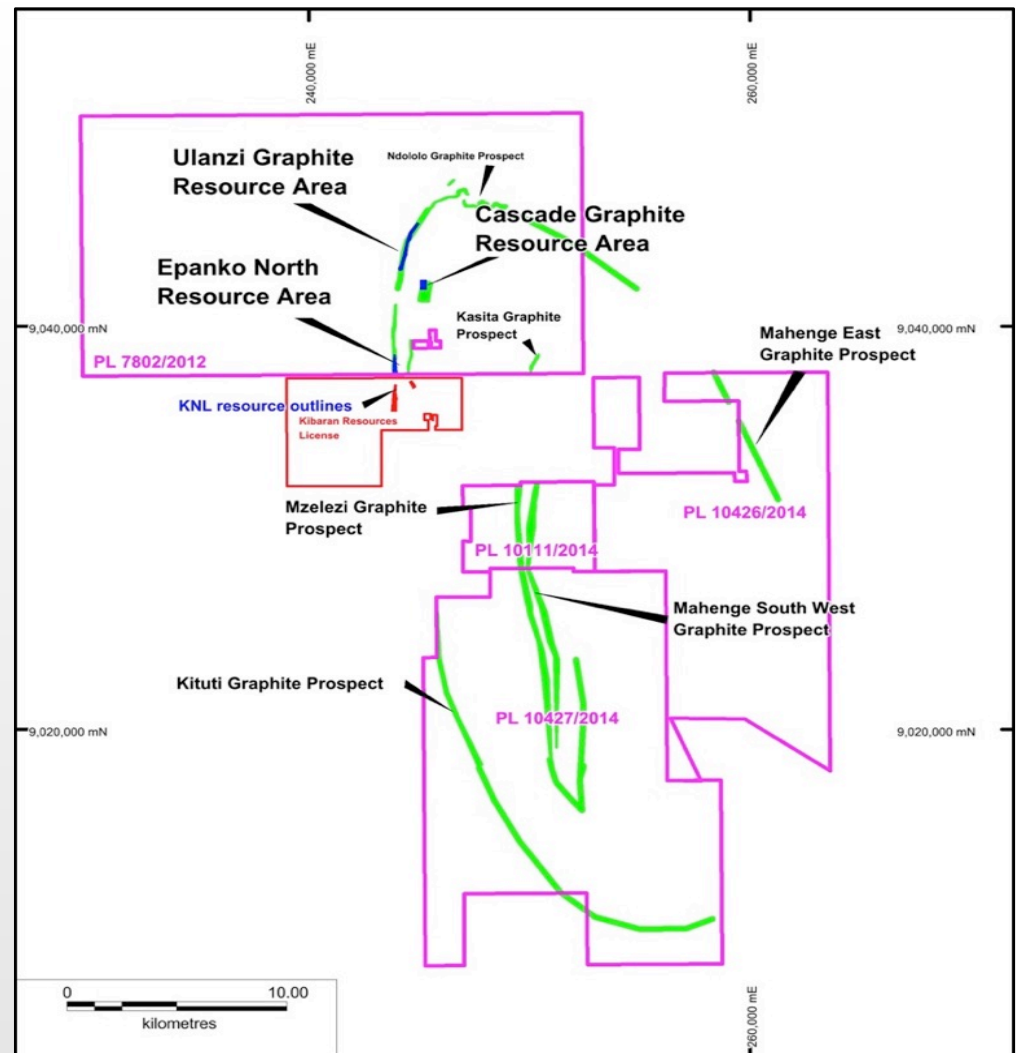 240,000 mE
260,000 mE
Ulanzi Graphite
Resource Area
Ndololo Graphite Prospect
Cascade Graphite
Resource Area
Epanko North
Resource Area
9,040,000 mN
9,040,000 mN
Kasita Graphite
Prospect
Mahenge East
Graphite Prospect
PL 7802/2012
KNL resource outlines
Kibaran Resources
License
Mzelezi Graphite
Prospect
PL 10426/2014
PL 10111/2014
Mahenge South West
Graphite Prospect
Kituti Graphite Prospect
PL 10427/2014
9,020,000 mN
9,020,000 mN
0
10.00
kilometres
260,000 mE